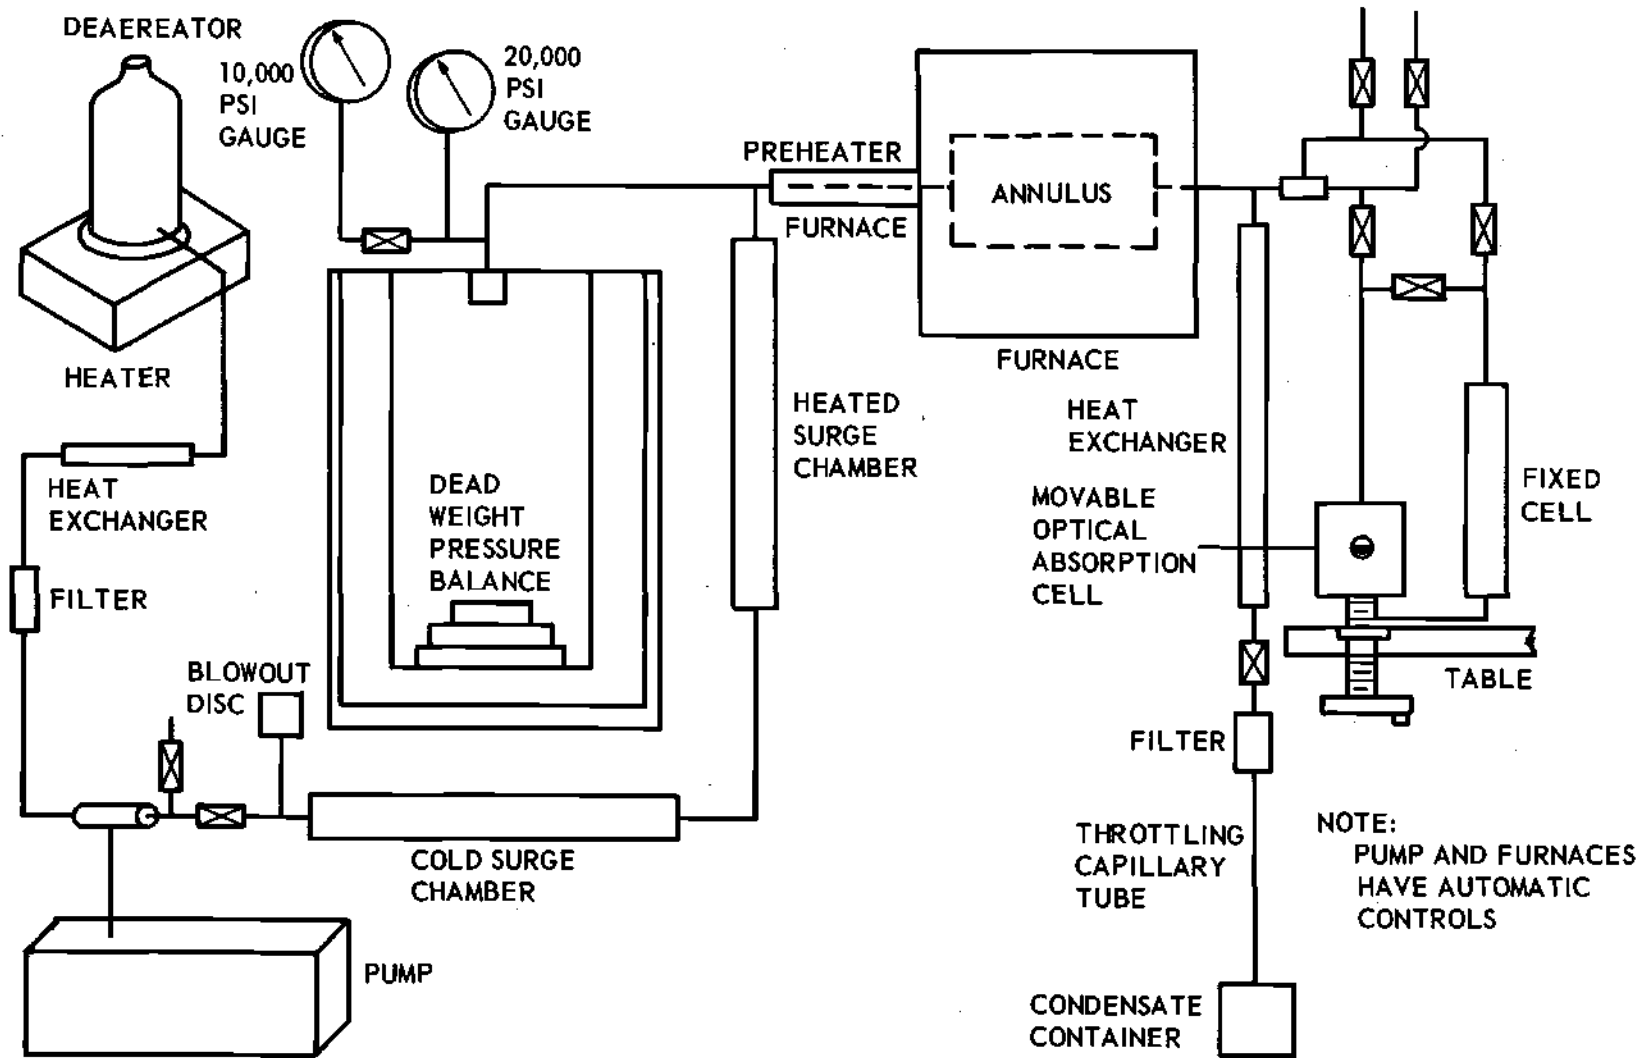 DEAEREATOR
10,000
PSI
GAUGE
20,000
PSI
GAUGE
HEATER
HEAT
EXCHANGER
FILTER
BLOWOUT
DISC
DEAD
WEIGHT
PRESSURE
BALANCE
COLD SURGE
CHAMBER
PUMP
HEATED
SURGE
CHAMBER
PREHEATER
FURNACE
ANNULUS
FURNACE
HEAT
EXCHANGER
MOVABLE
OPTICAL
ABSORPTION
CELL
FIXED
CELL
TABLE
FILTER
THROTTLING
CAPILLARY
TUBE
CONDENSATE
CONTAINER
NOTE:
PUMP AND FURNACES
HAVE AUTOMATIC
CONTROLS